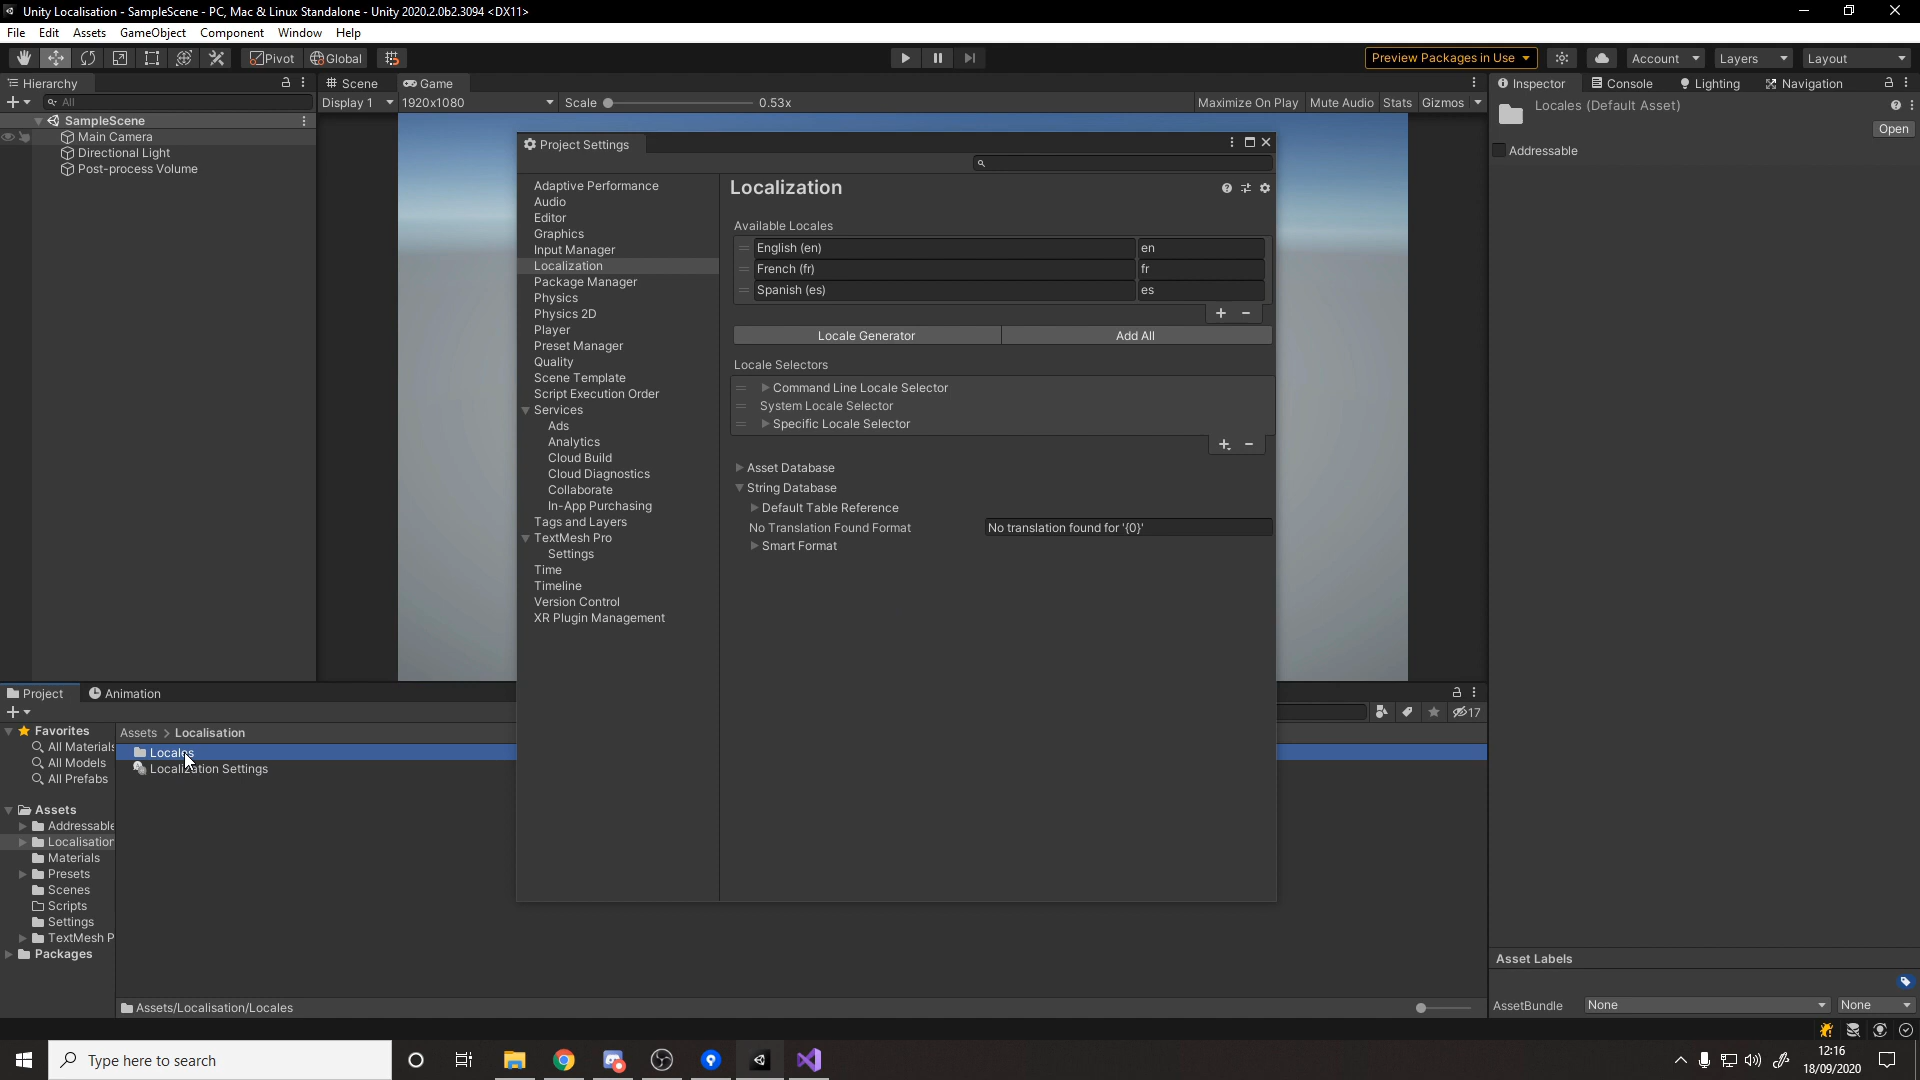 Unity Localisation - SampleScene - PC, Mac & Linux Standalone - Unity 2020.2.0b2.3094 <DX11>
File Edit Assets GameObject Component Window Help
Pivot Global Preview Packages in Use Account Layers Layout
Hierarchy Scene Game Inspector Console Lighting Navigation
All Display 1 1920x1080 Scale 0.53x Maximize On Play Mute Audio Stats Gizmos
Locales (Default Asset)
Open
Addressable
SampleScene
Main Camera
Directional Light
Post-process Volume
Project Settings
Adaptive Performance
Audio
Editor
Graphics
Input Manager
Localization
Package Manager
Physics
Physics 2D
Player
Preset Manager
Quality
Scene Template
Script Execution Order
Services
Ads
Analytics
Cloud Build
Cloud Diagnostics
Collaborate
In-App Purchasing
Tags and Layers
TextMesh Pro
Settings
Time
Timeline
Version Control
XR Plugin Management
Localization
Available Locales
English (en) en
French (fr) fr
Spanish (es) es
Locale Generator Add All
Locale Selectors
Command Line Locale Selector
System Locale Selector
Specific Locale Selector
Asset Database
String Database
Default Table Reference
No Translation Found Format No translation found for '{0}'
Smart Format
Project Animation
17
Favorites
All Materials
All Models
All Prefabs
Assets
Addressable
Localisation
Materials
Presets
Scenes
Scripts
Settings
TextMesh P
Packages
Assets > Localisation
Locales
Localization Settings
Assets/Localisation/Locales
Asset Labels
AssetBundle None None
Type here to search
12:16
18/09/2020